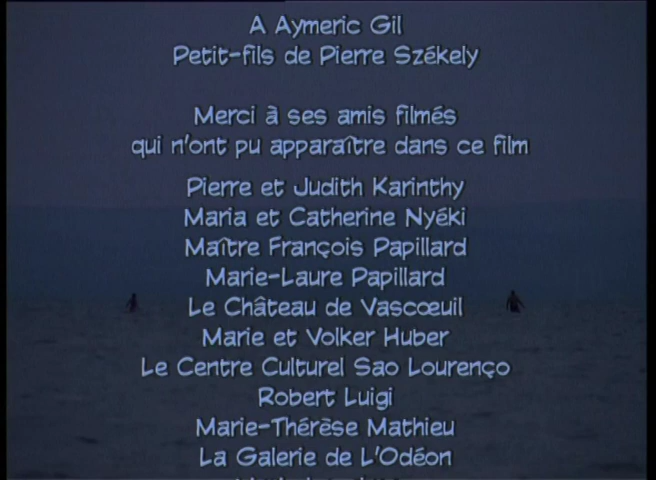 A Aymeric Gil
Petit-fils de Pierre Székely
Merci à ses amis filmés
qui n'ont pu apparaître dans ce film
Pierre et Judith Karinthy
Maria et Catherine Nyéki
Maître François Papillard
Marie-Laure Papillard
Le Château de Vascœuil
Marie et Volker Huber
Le Centre Culturel Sao Lourenço
Robert Luigi
Marie-Thérèse Mathieu
La Galerie de L'Odéon